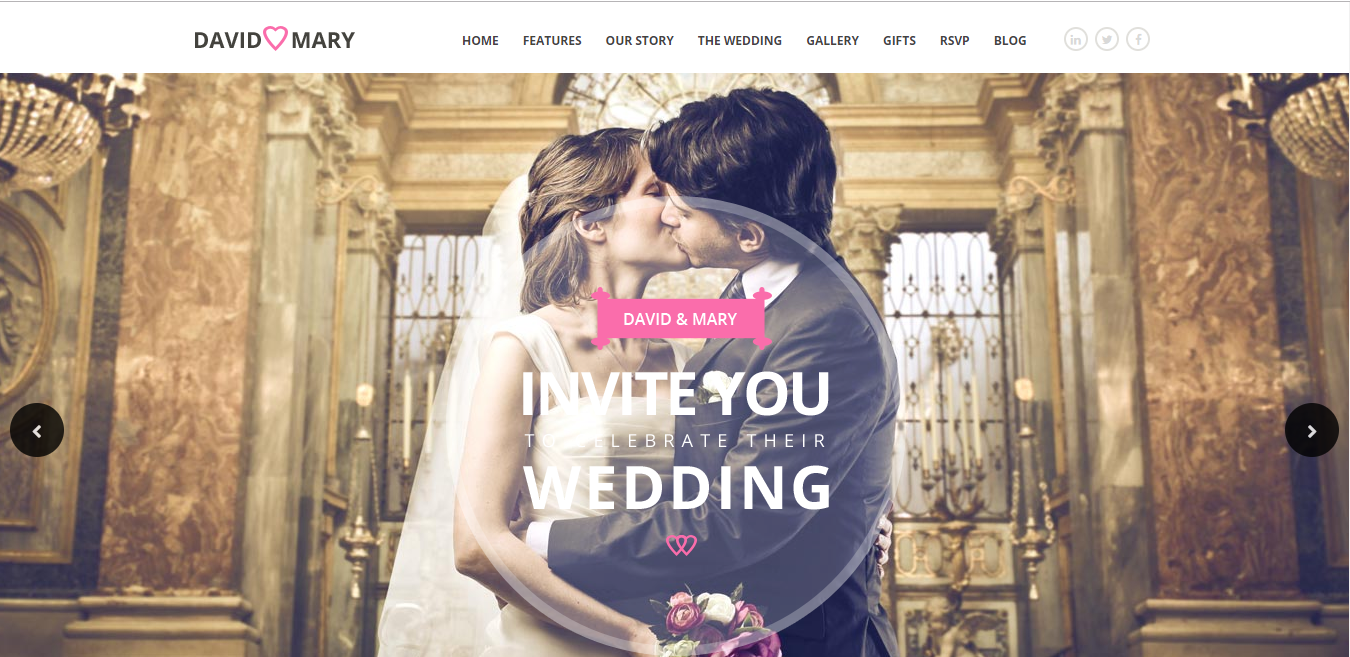 DAVID MARY
HOME FEATURES OUR STORY THE WEDDING GALLERY GIFTS RSVP BLOG
DAVID & MARY
INVITE YOU
TO CELEBRATE THEIR
WEDDING